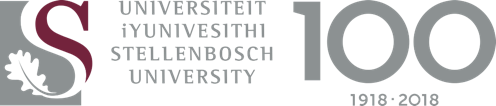 UNIVERSITEIT
iYUNIVESITHI
STELLENBOSCH
UNIVERSITY
100
1918 · 2018